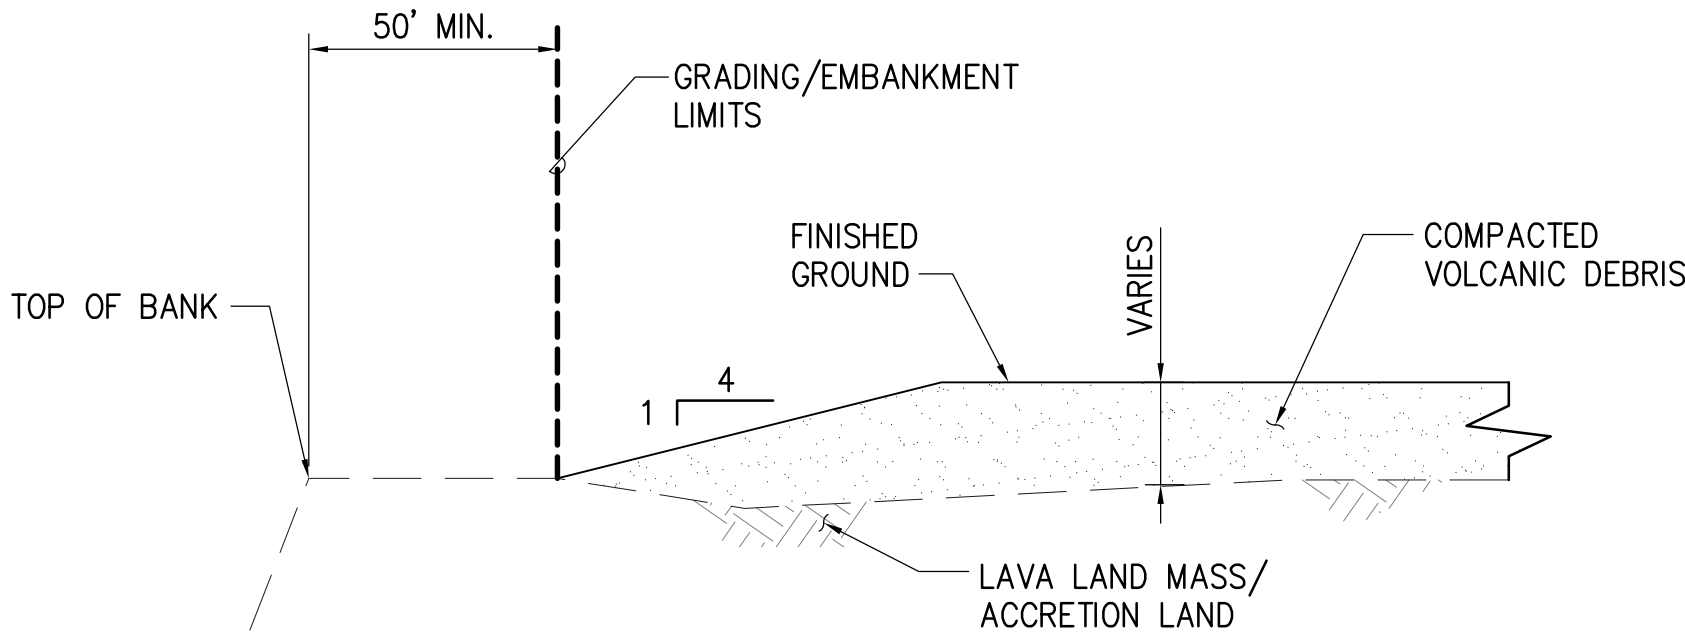 50' MIN.
GRADING/EMBANKMENT
LIMITS
FINISHED
GROUND
VARIES
COMPACTED
VOLCANIC DEBRIS
TOP OF BANK
4
1
LAVA LAND MASS/
ACCRETION LAND